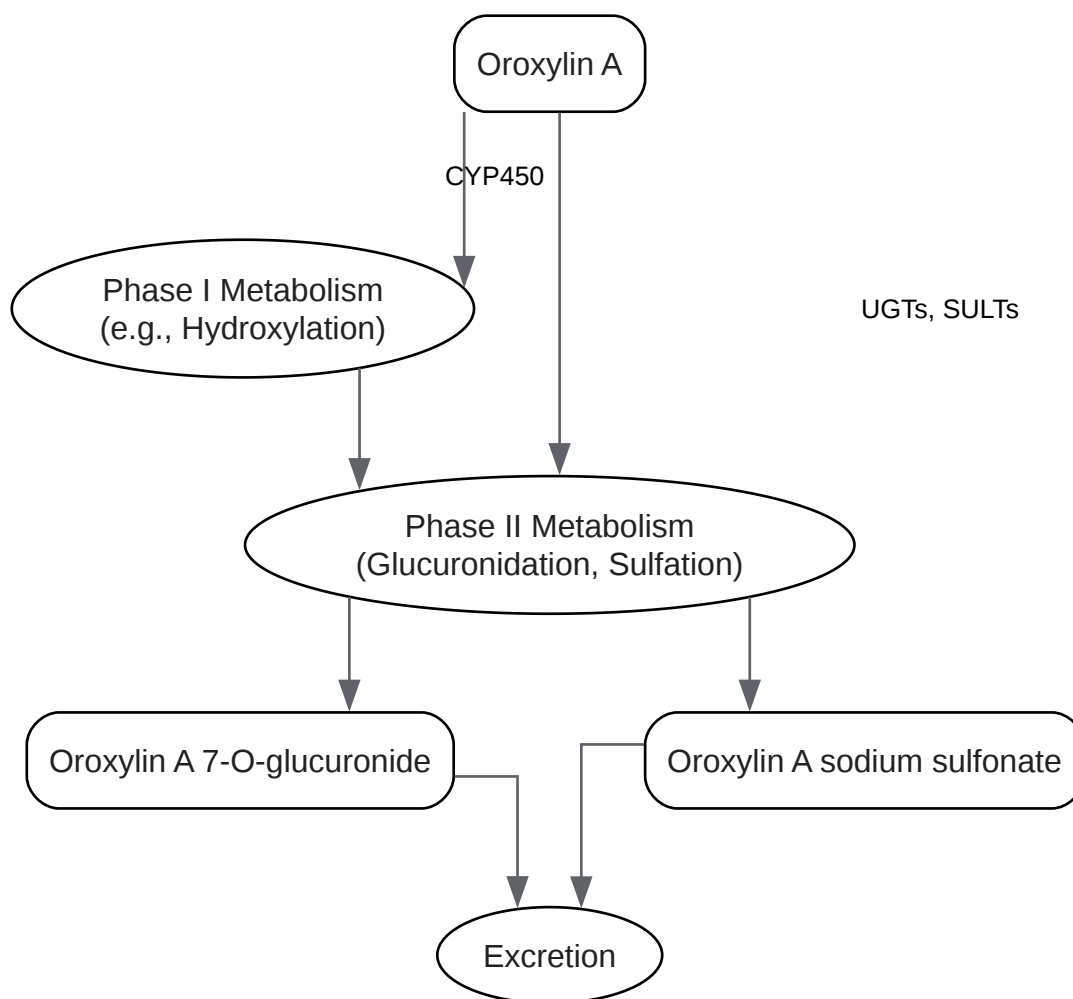 Oroxylin A
CYP450
Phase I Metabolism
(e.g., Hydroxylation)
UGTs, SULTs
Phase II Metabolism
(Glucuronidation, Sulfation)
Oroxylin A 7-O-glucuronide
Oroxylin A sodium sulfonate
Excretion